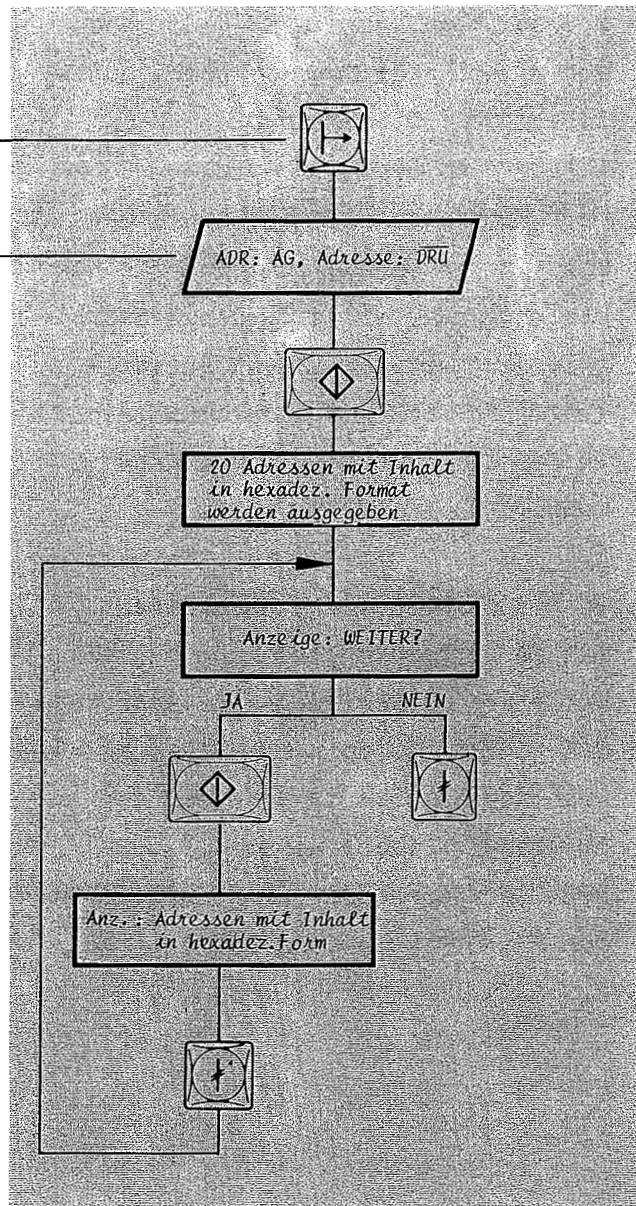 ADR: AG, Adresse: D̅R̅U̅
20 Adressen mit Inhalt
in hexadez. Format
werden ausgegeben
Anzeige: WEITER?
JA
NEIN
Anz.: Adressen mit Inhalt
in hexadez.Form